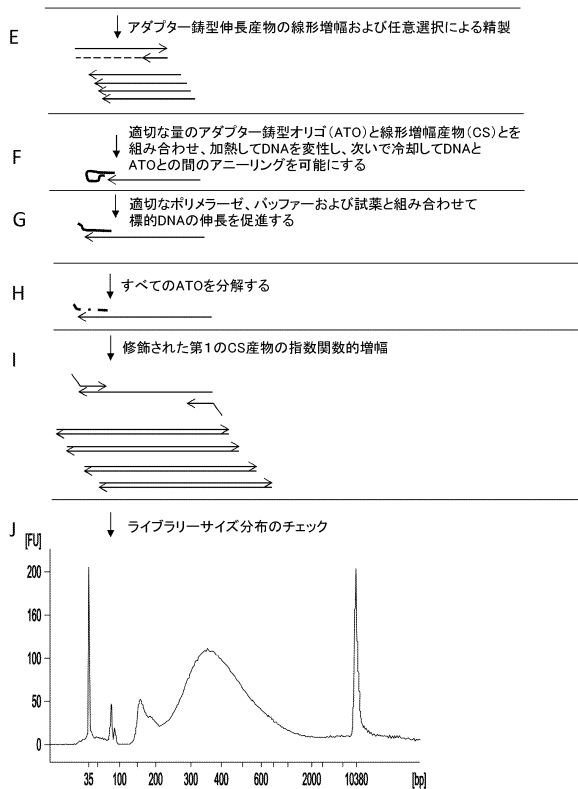 E
アダプター鋳型伸長産物の線形増幅および任意選択による精製
F
適切な量のアダプター鋳型オリゴ(ATO)と線形増幅産物(CS)とを
組み合わせ、加熱してDNAを変性し、次いで冷却してDNAと
ATOとの間のアニーリングを可能にする
G
適切なポリメラーゼ、バッファーおよび試薬と組み合わせて
標的DNAの伸長を促進する
H
すべてのATOを分解する
I
修飾された第1のCS産物の指数関数的増幅
J
ライブラリーサイズ分布のチェック
[FU]
200
160
100
50
0
35 100 200 300 400 600 2000 10380 [bp]